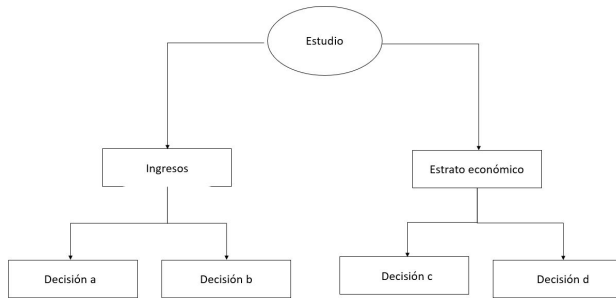 Estudio
Ingresos
Estrato económico
Decisión a
Decisión b
Decisión c
Decisión d